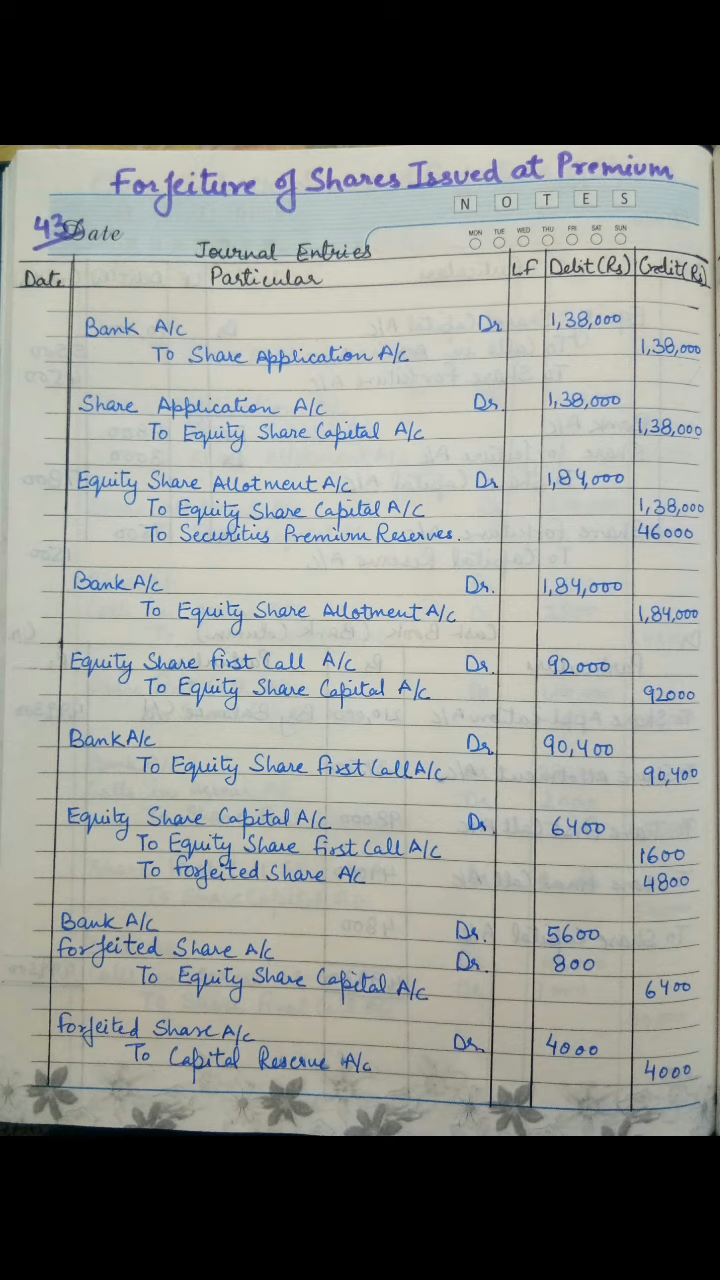 Forfeiture of Shares Issued at Premium
N O T E S
43 Date
MON TUE WED THU FRI SAT SUN
Journal Entries
Date Particular LF Debit (Rs) Credit (Rs)
Bank A/c Dr 1,38,000
To Share Application A/c 1,38,000
Share Application A/c Dr. 1,38,000
To Equity Share Capital A/c 1,38,000
Equity Share Allotment A/c Dr 1,84,000
To Equity Share Capital A/c 1,38,000
To Securities Premium Reserves. 46000
Bank A/c Dr. 1,84,000
To Equity Share Allotment A/c 1,84,000
Equity Share first Call A/c Dr. 92000
To Equity Share Capital A/c 92000
Bank A/c Dr 90,400
To Equity Share first Call A/c 90,400
Equity Share Capital A/c Dr. 6400
To Equity Share first Call A/c 1600
To forfeited Share A/c 4800
Bank A/c Dr. 5600
forfeited Share A/c Dr. 800
To Equity Share Capital A/c 6400
forfeited Share A/c Dr. 4000
To Capital Reserve A/c 4000